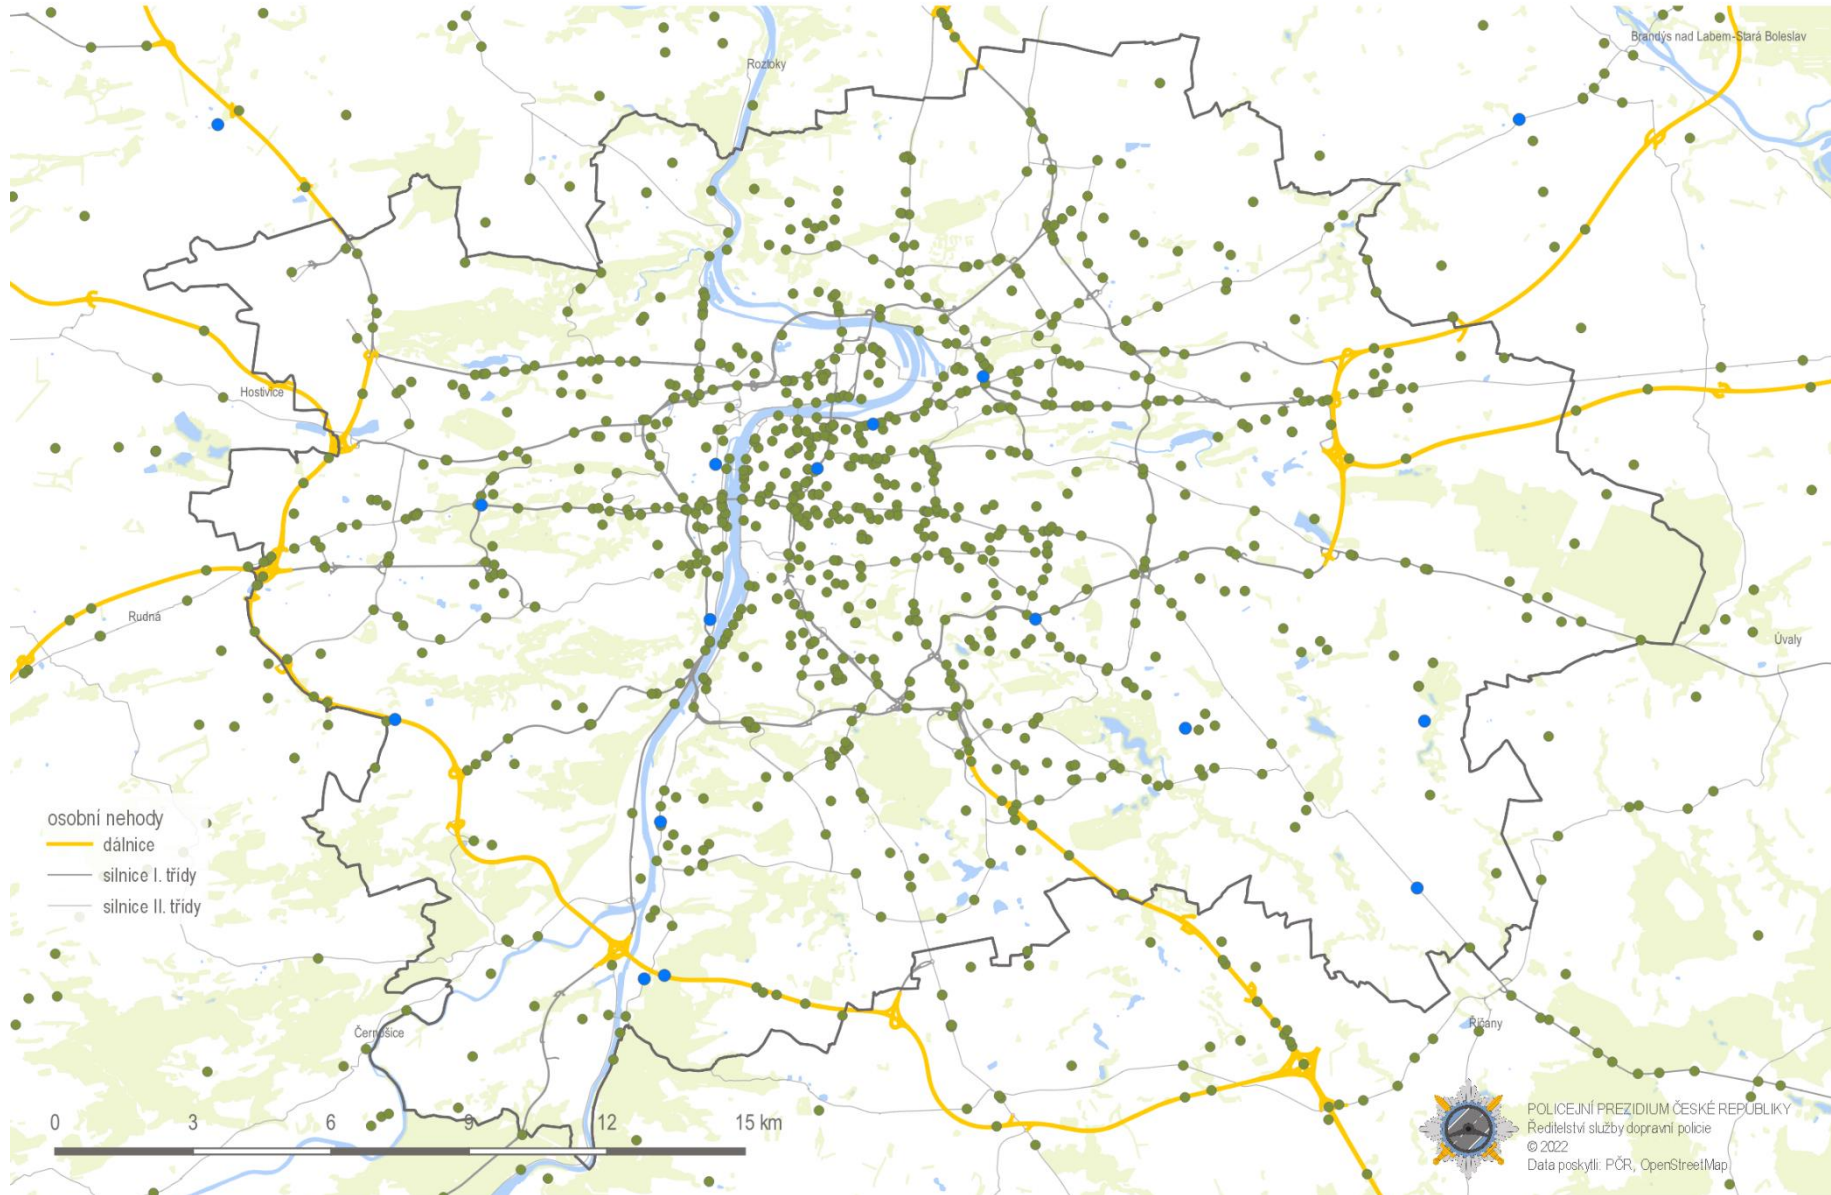 Roztoky
Brandýs nad Labem-Stará Boleslav
Hostivice
Rudná
Úvaly
osobní nehody
dálnice
silnice I. třídy
silnice II. třídy
Černošice
Říčany
0 3 6 9 12 15 km
POLICEJNÍ PREZIDIUM ČESKÉ REPUBLIKY
Ředitelství služby dopravní policie
© 2022
Data poskytli: PČR, OpenStreetMap